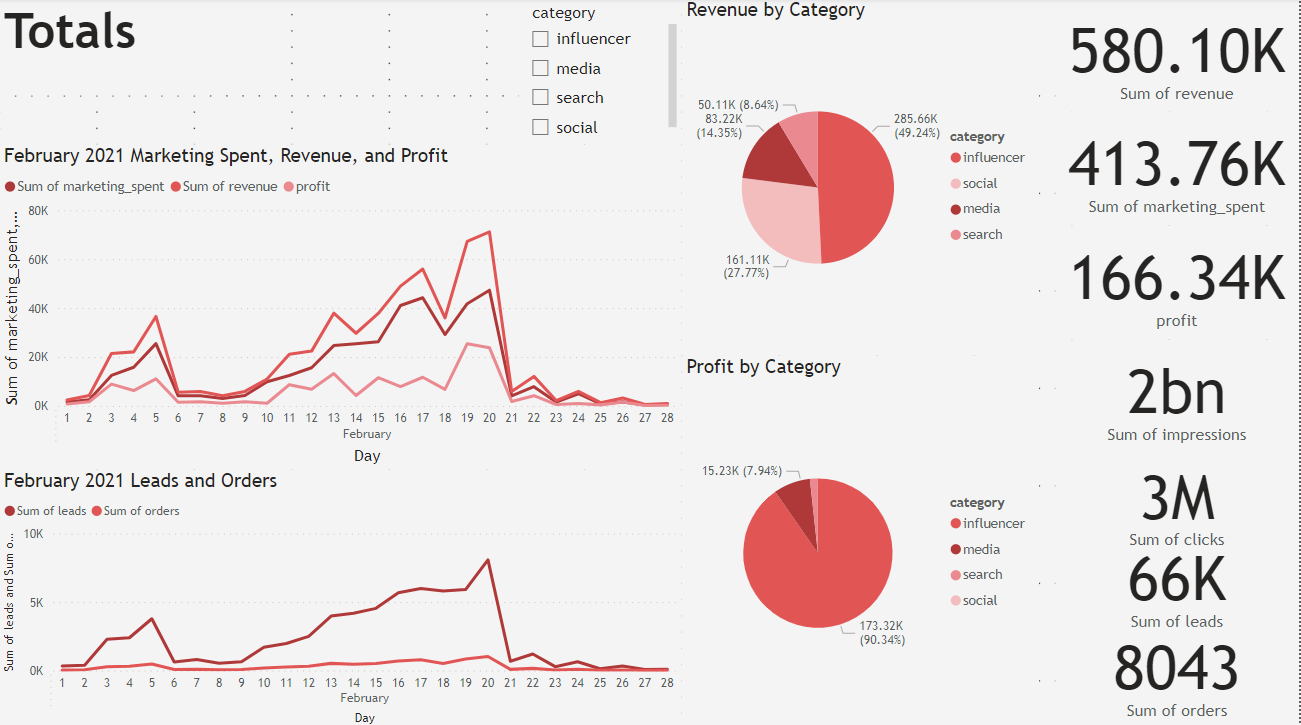 Totals
category
influencer
media
search
social
February 2021 Marketing Spent, Revenue, and Profit
Sum of marketing_spent Sum of revenue profit
Sum of marketing_spent,...
80K
60K
40K
20K
0K
1 2 3 4 5 6 7 8 9 10 11 12 13 14 15 16 17 18 19 20 21 22 23 24 25 26 27 28
February
Day
February 2021 Leads and Orders
Sum of leads Sum of orders
Sum of leads and Sum o...
10K
5K
0K
1 2 3 4 5 6 7 8 9 10 11 12 13 14 15 16 17 18 19 20 21 22 23 24 25 26 27 28
February
Day
Revenue by Category
50.11K (8.64%)
83.22K
(14.35%)
285.66K
(49.24%)
161.11K
(27.77%)
category
influencer
social
media
search
Profit by Category
15.23K (7.94%)
173.32K
(90.34%)
category
influencer
media
search
social
580.10K
Sum of revenue
413.76K
Sum of marketing_spent
166.34K
profit
2bn
Sum of impressions
3M
Sum of clicks
66K
Sum of leads
8043
Sum of orders